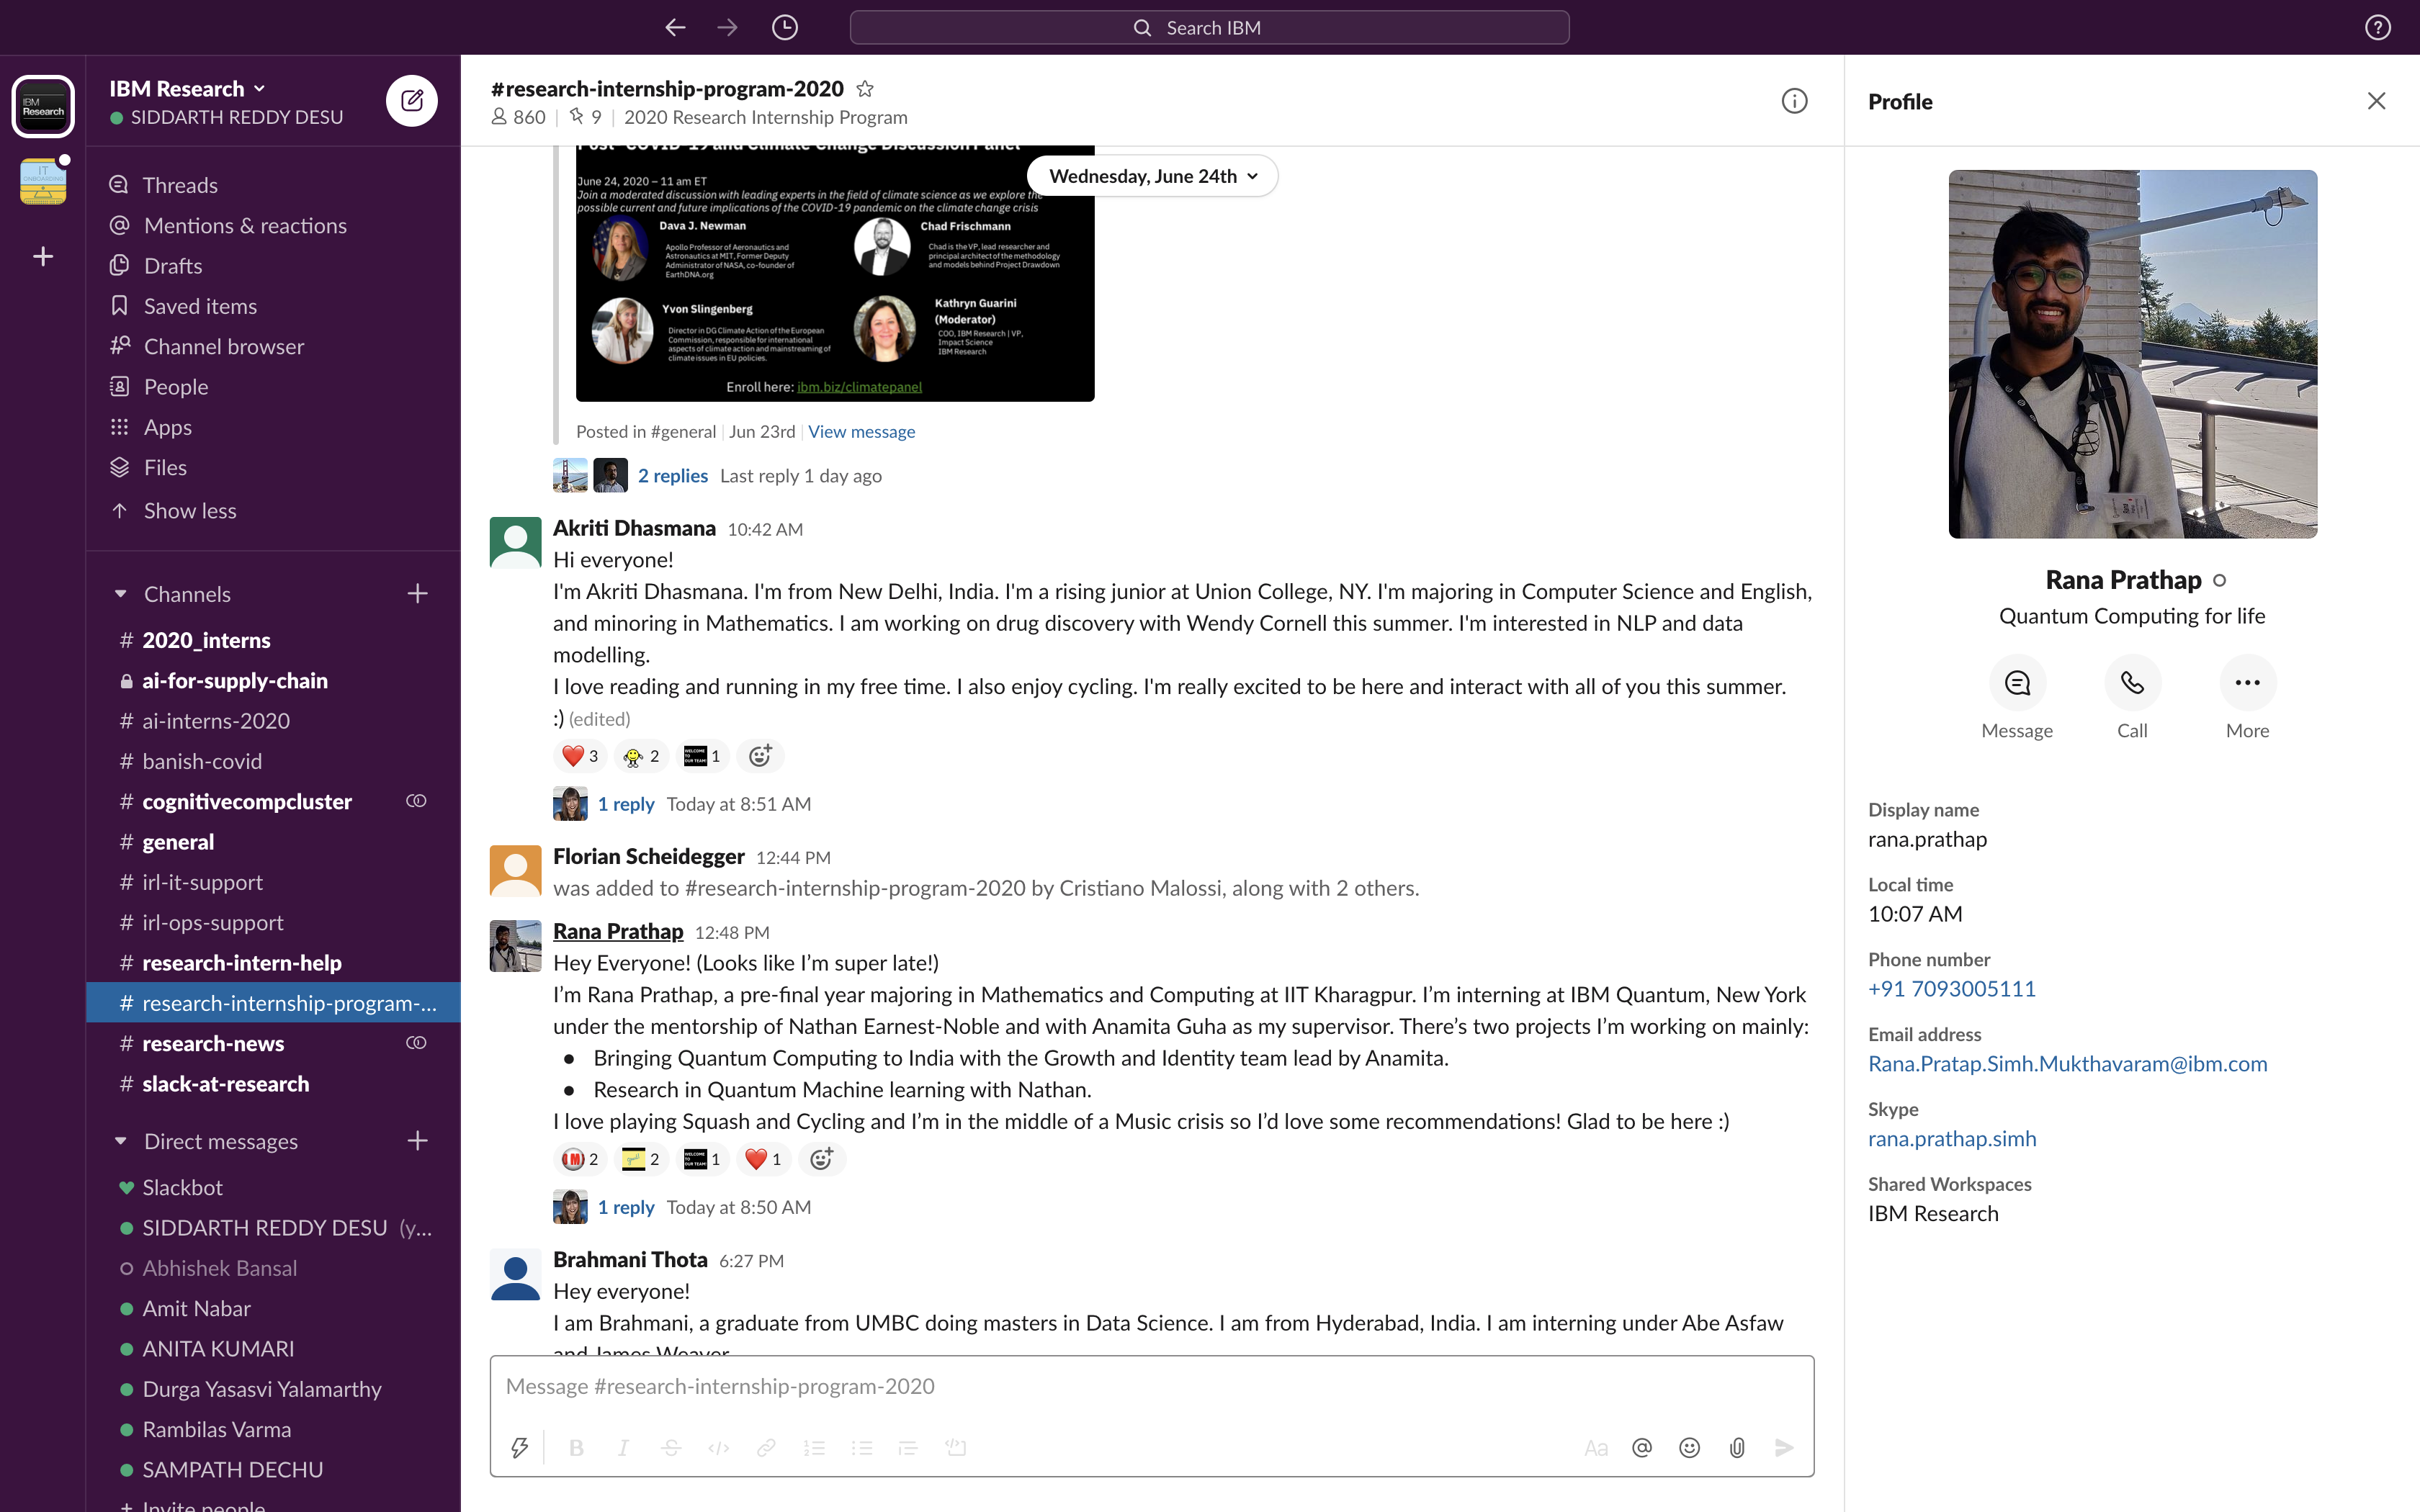 Search IBM
IBM Research
IBM Research
SIDDARTH REDDY DESU
IT
ONBOARDING
Threads
Mentions & reactions
Drafts
Saved items
Channel browser
People
Apps
Files
Show less
Channels
# 2020_interns
ai-for-supply-chain
# ai-interns-2020
# banish-covid
# cognitivecompcluster
# general
# irl-it-support
# irl-ops-support
# research-intern-help
# research-internship-program-...
# research-news
# slack-at-research
Direct messages
Slackbot
SIDDARTH REDDY DESU (y...
Abhishek Bansal
Amit Nabar
ANITA KUMARI
Durga Yasasvi Yalamarthy
Rambilas Varma
SAMPATH DECHU
+ Invite people
#research-internship-program-2020
860 | 9 | 2020 Research Internship Program
Wednesday, June 24th
Post-COVID-19 and Climate Change Discussion Panel
June 24, 2020 – 11 am ET
Join a moderated discussion with leading experts in the field of climate science as we explore the
possible current and future implications of the COVID-19 pandemic on the climate change crisis
Dava J. Newman
Apollo Professor of Aeronautics and
Astronautics at MIT, Former Deputy
Administrator of NASA, co-founder of
EarthDNA.org
Chad Frischmann
Chad is the VP, lead researcher and
principal architect of the methodology
and models behind Project Drawdown
Yvon Slingenberg
Director in DG Climate Action of the European
Commission, responsible for international
aspects of climate action and mainstreaming of
climate issues in EU policies.
Kathryn Guarini
(Moderator)
COO, IBM Research | VP,
Impact Science
IBM Research
Enroll here: ibm.biz/climatepanel
Posted in #general | Jun 23rd | View message
2 replies Last reply 1 day ago
Akriti Dhasmana 10:42 AM
Hi everyone!
I'm Akriti Dhasmana. I'm from New Delhi, India. I'm a rising junior at Union College, NY. I'm majoring in Computer Science and English,
and minoring in Mathematics. I am working on drug discovery with Wendy Cornell this summer. I'm interested in NLP and data
modelling.
I love reading and running in my free time. I also enjoy cycling. I'm really excited to be here and interact with all of you this summer.
:) (edited)
3 2 WELCOME TO OUR TEAM! 1
1 reply Today at 8:51 AM
Florian Scheidegger 12:44 PM
was added to #research-internship-program-2020 by Cristiano Malossi, along with 2 others.
Rana Prathap 12:48 PM
Hey Everyone! (Looks like I’m super late!)
I’m Rana Prathap, a pre-final year majoring in Mathematics and Computing at IIT Kharagpur. I’m interning at IBM Quantum, New York
under the mentorship of Nathan Earnest-Noble and with Anamita Guha as my supervisor. There’s two projects I’m working on mainly:
• Bringing Quantum Computing to India with the Growth and Identity team lead by Anamita.
• Research in Quantum Machine learning with Nathan.
I love playing Squash and Cycling and I’m in the middle of a Music crisis so I’d love some recommendations! Glad to be here :)
2 2 WELCOME TO OUR TEAM! 1 1
1 reply Today at 8:50 AM
Brahmani Thota 6:27 PM
Hey everyone!
I am Brahmani, a graduate from UMBC doing masters in Data Science. I am from Hyderabad, India. I am interning under Abe Asfaw
and James Weaver.
Message #research-internship-program-2020
B I S </> Aa @
Profile
Rana Prathap
Quantum Computing for life
Message
Call
More
Display name
rana.prathap
Local time
10:07 AM
Phone number
+91 7093005111
Email address
Rana.Pratap.Simh.Mukthavaram@ibm.com
Skype
rana.prathap.simh
Shared Workspaces
IBM Research